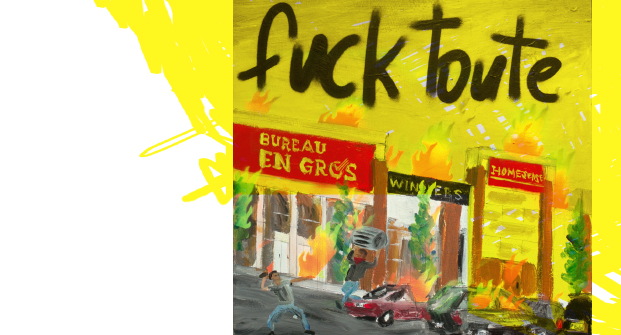 fuck toute
BUREAU
EN GROS
WINNERS
HOMESENSE